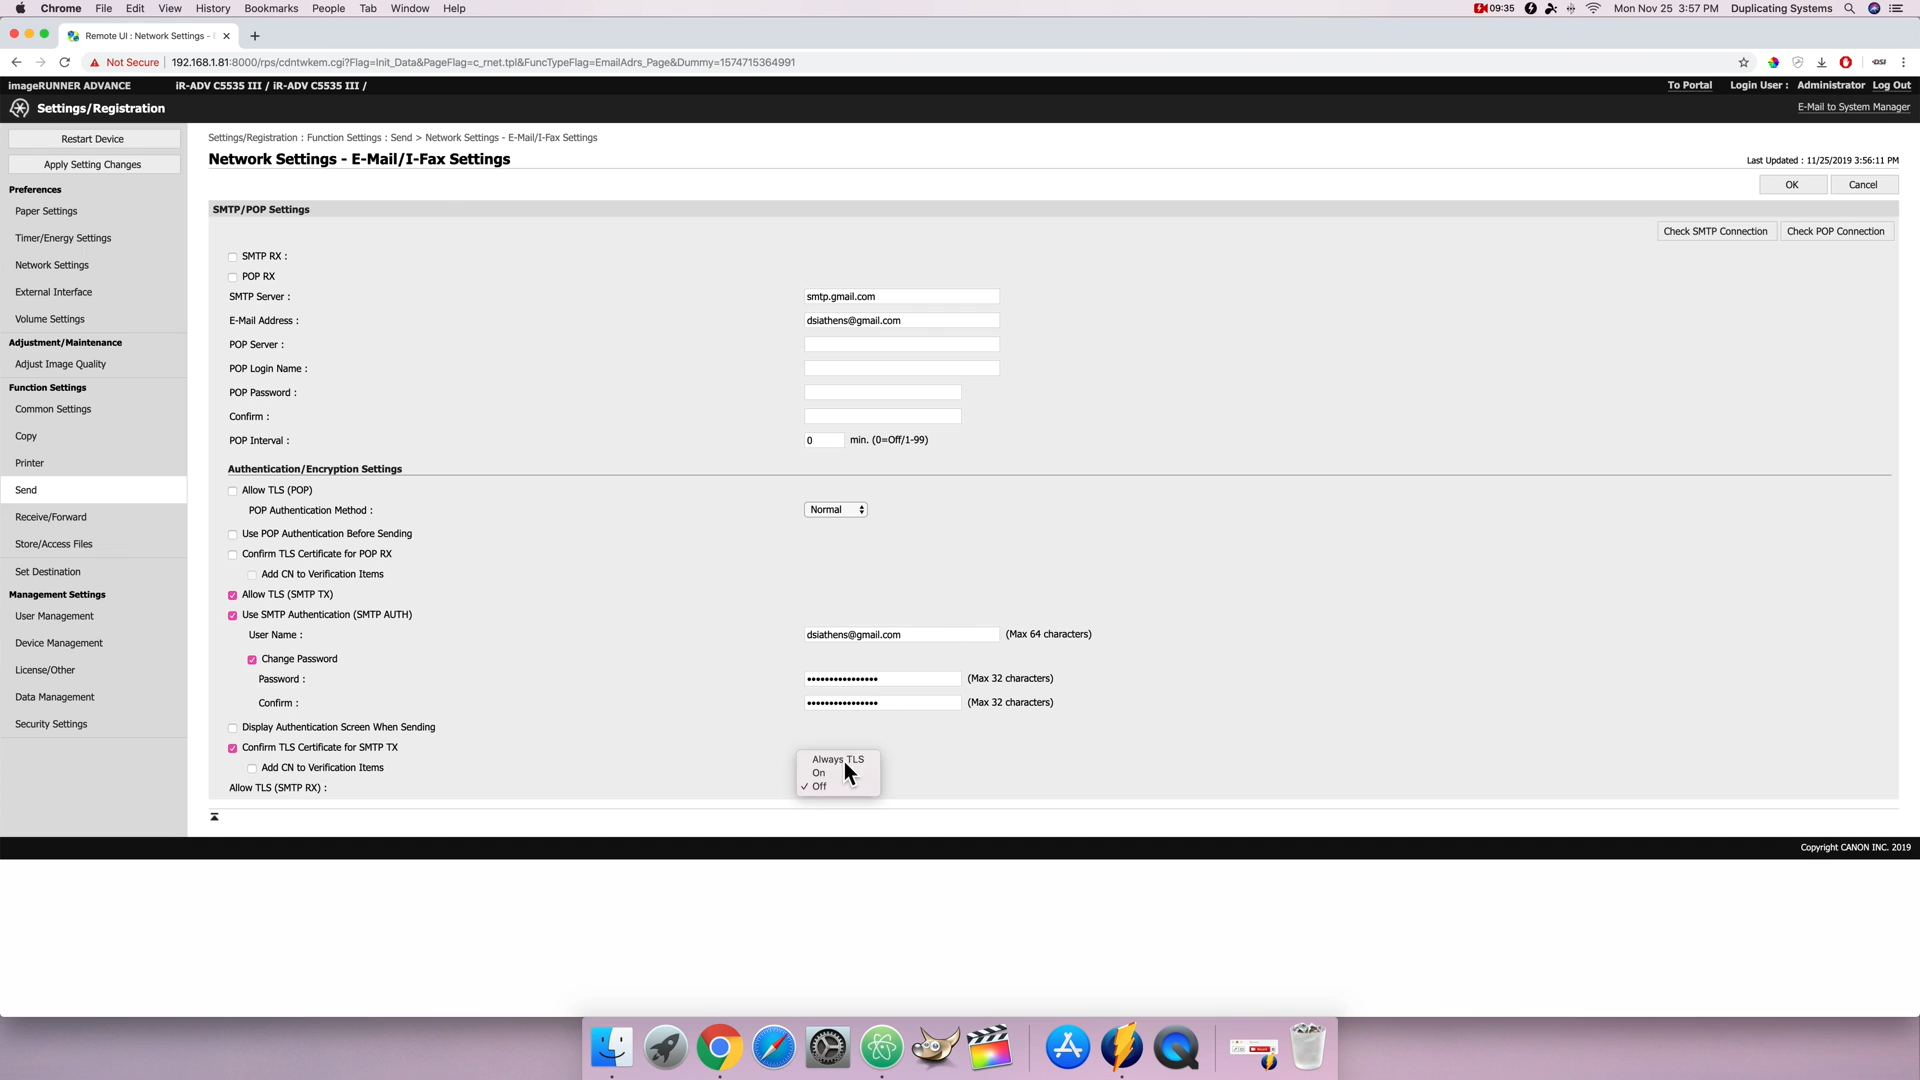 Chrome File Edit View History Bookmarks People Tab Window Help 09:35 Mon Nov 25 3:57 PM Duplicating Systems
Remote UI : Network Settings -
Not Secure 192.168.1.81:8000/rps/cdntwkem.cgi?Flag=Init_Data&PageFlag=c_rnet.tpl&FuncTypeFlag=EmailAdrs_Page&Dummy=1574715364991 DSI
imageRUNNER ADVANCE iR-ADV C5535 III / iR-ADV C5535 III / To Portal Login User : Administrator Log Out
Settings/Registration E-Mail to System Manager
Restart Device
Apply Setting Changes
Preferences
Paper Settings
Timer/Energy Settings
Network Settings
External Interface
Volume Settings
Adjustment/Maintenance
Adjust Image Quality
Function Settings
Common Settings
Copy
Printer
Send
Receive/Forward
Store/Access Files
Set Destination
Management Settings
User Management
Device Management
License/Other
Data Management
Security Settings
Settings/Registration : Function Settings : Send > Network Settings - E-Mail/I-Fax Settings
Network Settings - E-Mail/I-Fax Settings
Last Updated : 11/25/2019 3:56:11 PM
OK Cancel
SMTP/POP Settings
Check SMTP Connection Check POP Connection
SMTP RX :
POP RX
SMTP Server : smtp.gmail.com
E-Mail Address : dsiathens@gmail.com
POP Server :
POP Login Name :
POP Password :
Confirm :
POP Interval : 0 min. (0=Off/1-99)
Authentication/Encryption Settings
Allow TLS (POP)
POP Authentication Method : Normal
Use POP Authentication Before Sending
Confirm TLS Certificate for POP RX
Add CN to Verification Items
Allow TLS (SMTP TX)
Use SMTP Authentication (SMTP AUTH)
User Name : dsiathens@gmail.com (Max 64 characters)
Change Password
Password : •••••••••••••••• (Max 32 characters)
Confirm : •••••••••••••••• (Max 32 characters)
Display Authentication Screen When Sending
Confirm TLS Certificate for SMTP TX
Add CN to Verification Items
Allow TLS (SMTP RX) :
Always TLS
On
✓ Off
Copyright CANON INC. 2019